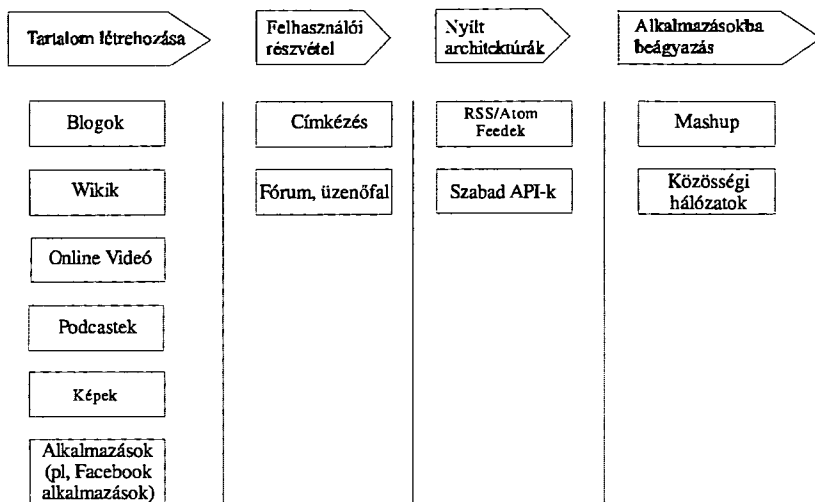 Tartalom létrehozása
Felhasználói
részvétel
Nyílt
architektúrák
Alkalmazásokba
beágyazás
Blogok
Wikik
Online Videó
Podcastek
Képek
Alkalmazások
(pl, Facebook
alkalmazások)
Címkézés
Fórum, üzenőfal
RSS/Atom
Feedek
Szabad API-k
Mashup
Közösségi
hálózatok